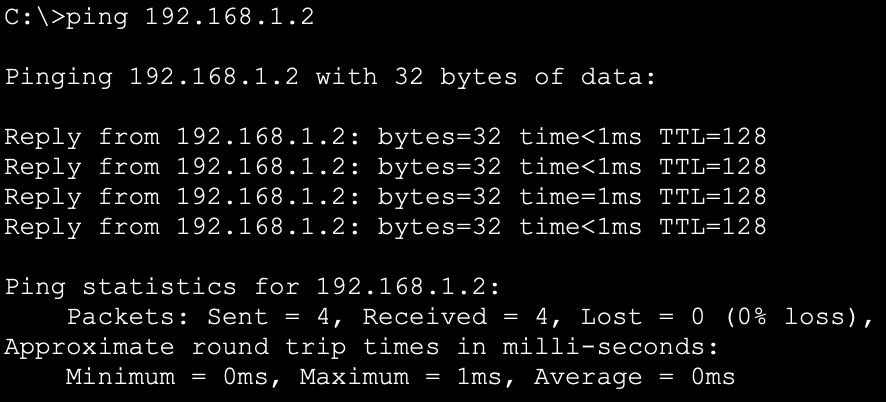 C:\>ping 192.168.1.2
Pinging 192.168.1.2 with 32 bytes of data:
Reply from 192.168.1.2: bytes=32 time<1ms TTL=128
Reply from 192.168.1.2: bytes=32 time<1ms TTL=128
Reply from 192.168.1.2: bytes=32 time=1ms TTL=128
Reply from 192.168.1.2: bytes=32 time<1ms TTL=128
Ping statistics for 192.168.1.2:
Packets: Sent = 4, Received = 4, Lost = 0 (0% loss),
Approximate round trip times in milli-seconds:
Minimum = 0ms, Maximum = 1ms, Average = 0ms